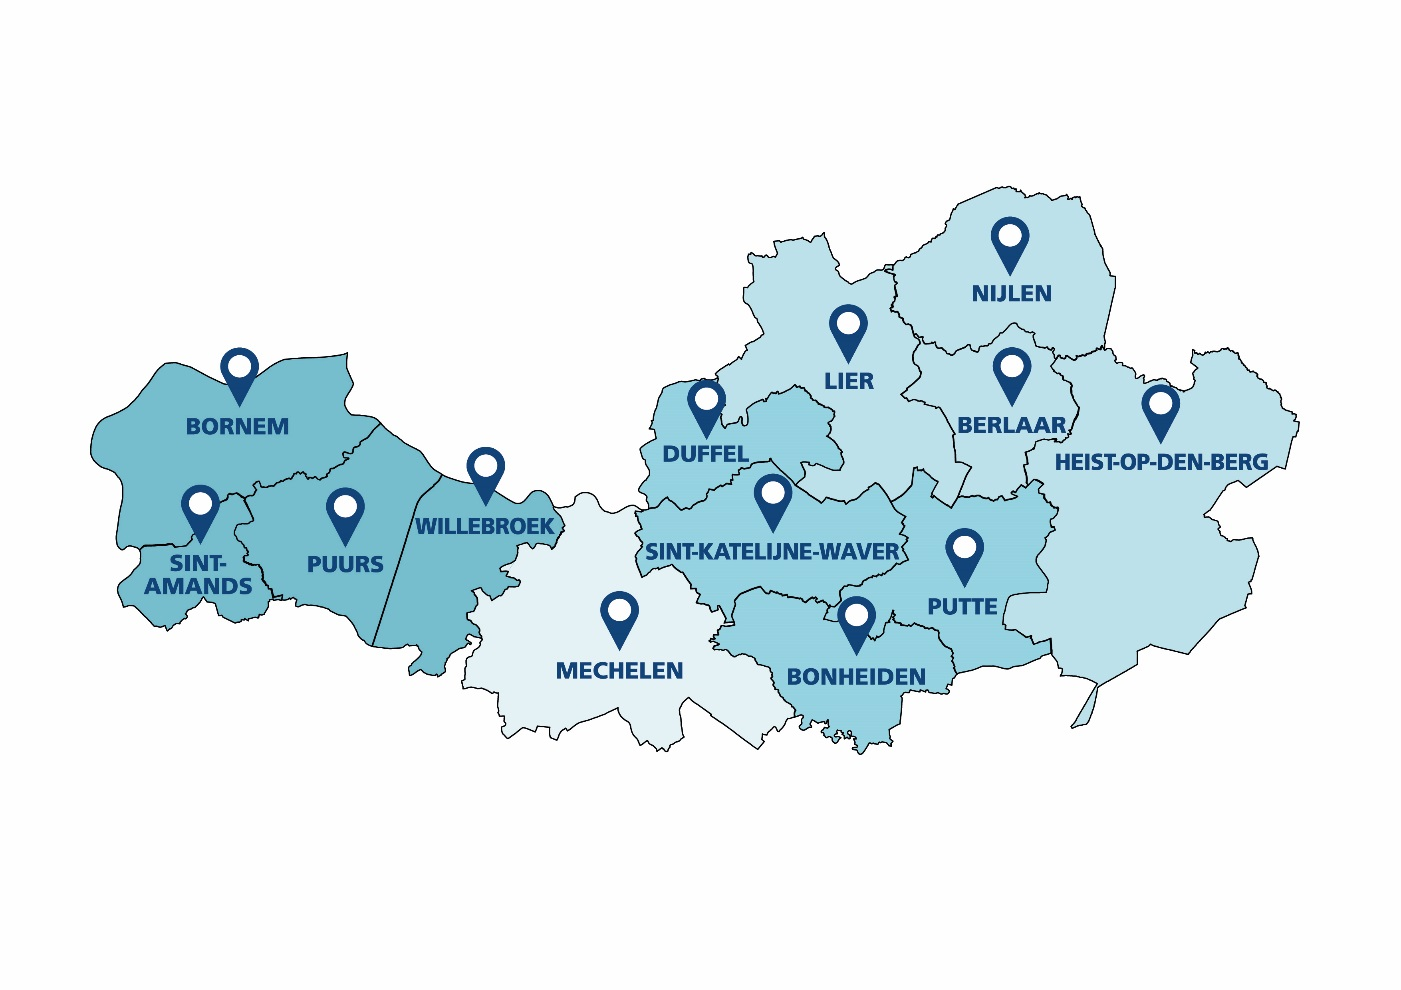 NIJLEN
LIER
BORNEM
BERLAAR
DUFFEL
HEIST-OP-DEN-BERG
WILLEBROEK
SINT-KATELIJNE-WAVER
SINT-
AMANDS
PUURS
PUTTE
MECHELEN
BONHEIDEN